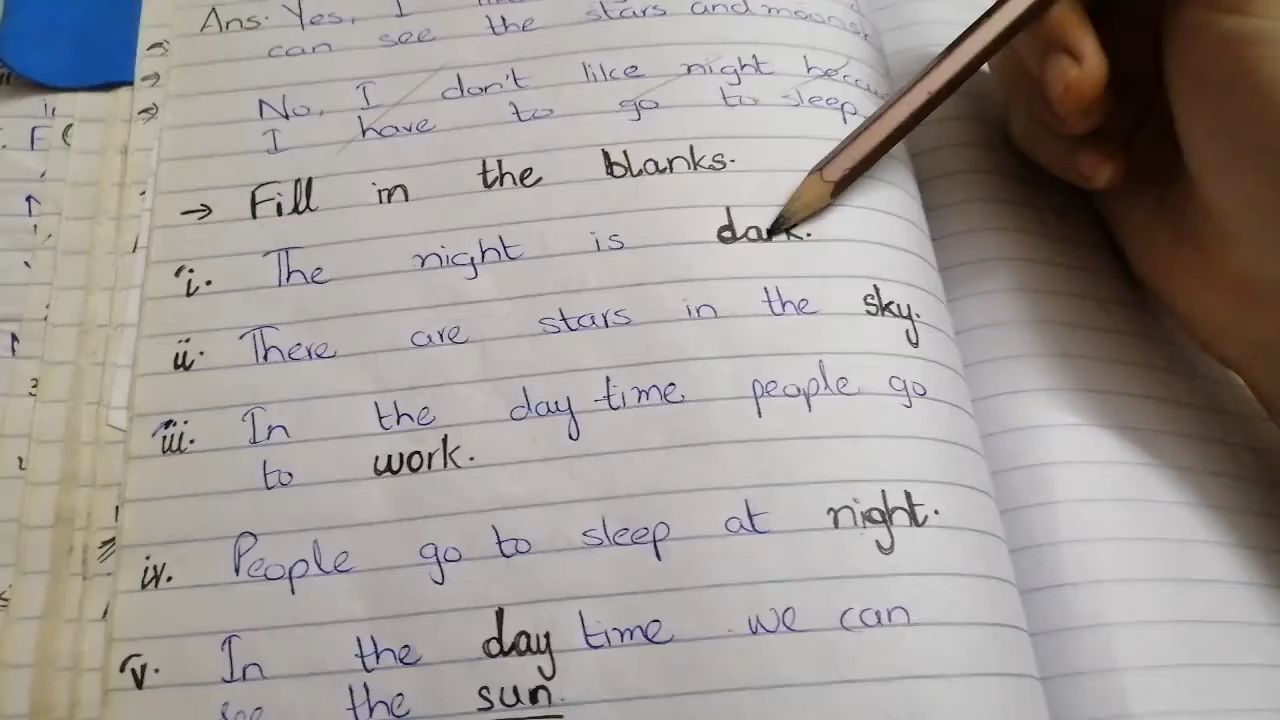 Ans. Yes, I
can see the stars and moons.
No, I don't like night
I have to go to sleep
→ Fill in the blanks.
i. The night is dark.
ii. There are stars in the sky.
iii. In the day time people go
to work.
iv. People go to sleep at night.
v. In the day time we can
see the sun.